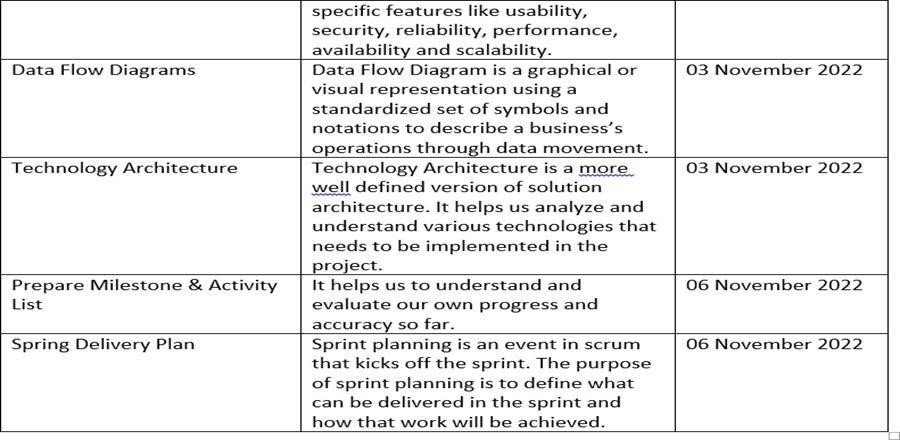 specific features like usability,
security, reliability, performance,
availability and scalability.
Data Flow Diagrams
Data Flow Diagram is a graphical or
visual representation using a
standardized set of symbols and
notations to describe a business’s
operations through data movement.
03 November 2022
Technology Architecture
Technology Architecture is a more
well defined version of solution
architecture. It helps us analyze and
understand various technologies that
needs to be implemented in the
project.
03 November 2022
Prepare Milestone & Activity
List
It helps us to understand and
evaluate our own progress and
accuracy so far.
06 November 2022
Spring Delivery Plan
Sprint planning is an event in scrum
that kicks off the sprint. The purpose
of sprint planning is to define what
can be delivered in the sprint and
how that work will be achieved.
06 November 2022